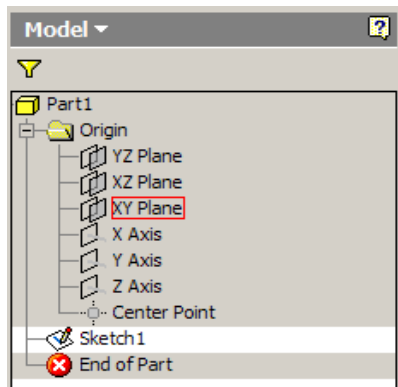 Model
Part1
Origin
YZ Plane
XZ Plane
XY Plane
X Axis
Y Axis
Z Axis
Center Point
Sketch1
End of Part